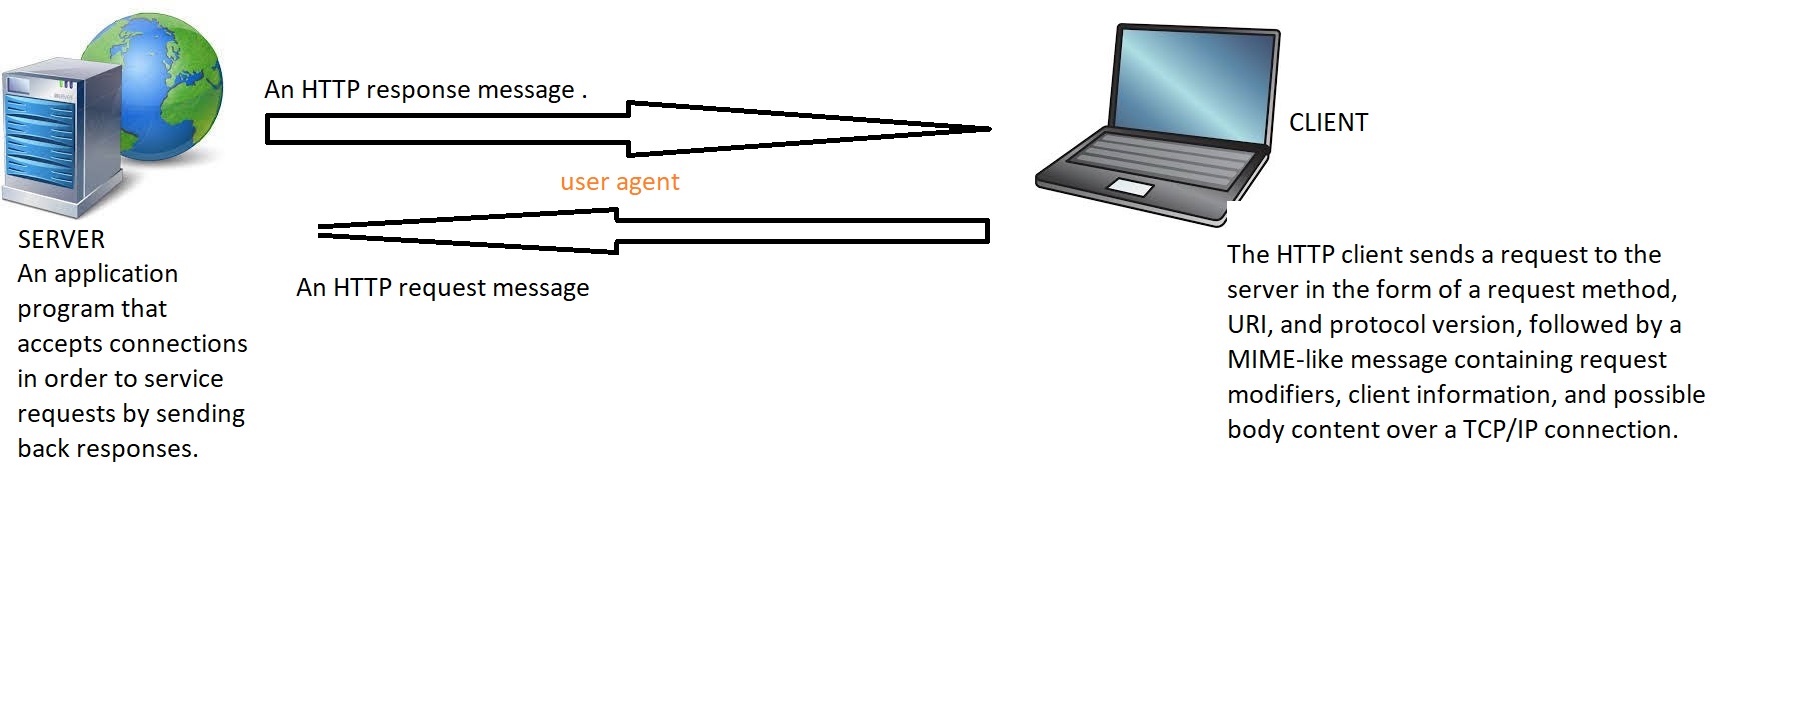 An HTTP response message .
CLIENT
user agent
SERVER
An application
program that
accepts connections
in order to service
requests by sending
back responses.
An HTTP request message
The HTTP client sends a request to the
server in the form of a request method,
URI, and protocol version, followed by a
MIME-like message containing request
modifiers, client information, and possible
body content over a TCP/IP connection.